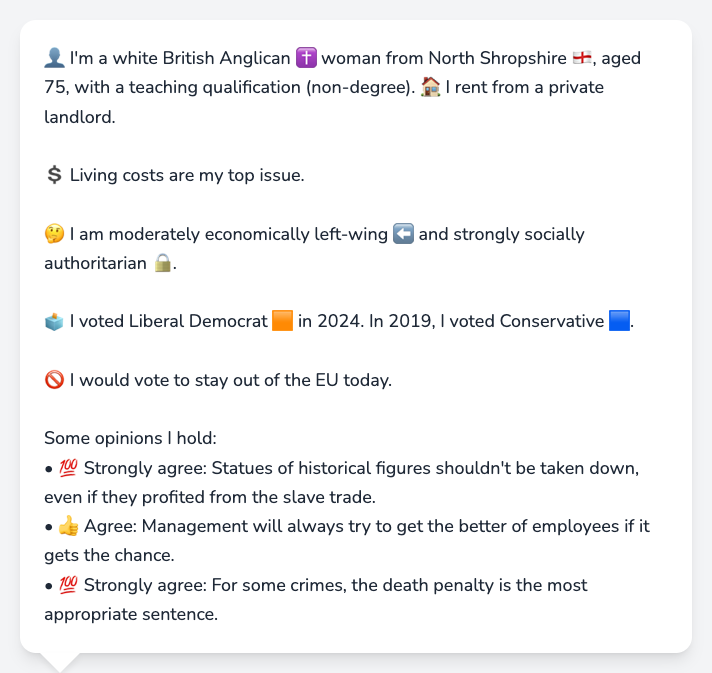 👤 I'm a white British Anglican ✝️ woman from North Shropshire 🏴󠁧󠁢󠁥󠁮󠁧󠁿, aged
75, with a teaching qualification (non-degree). 🏠 I rent from a private
landlord.
💲 Living costs are my top issue.
🤔 I am moderately economically left-wing ⬅️ and strongly socially
authoritarian 🔒.
🗳️ I voted Liberal Democrat 🟧 in 2024. In 2019, I voted Conservative 🟦.
🚫 I would vote to stay out of the EU today.
Some opinions I hold:
• 💯 Strongly agree: Statues of historical figures shouldn't be taken down,
even if they profited from the slave trade.
• 👍 Agree: Management will always try to get the better of employees if it
gets the chance.
• 💯 Strongly agree: For some crimes, the death penalty is the most
appropriate sentence.